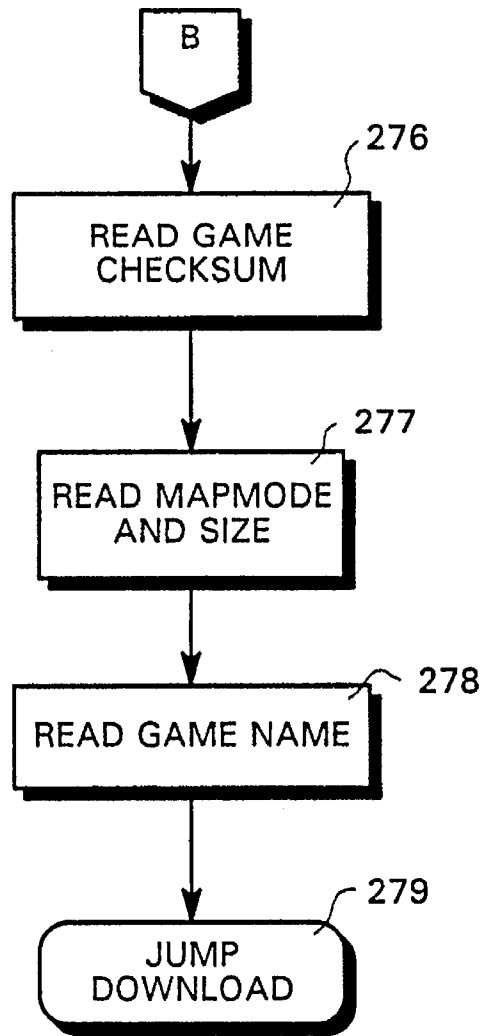 B
276
READ GAME
CHECKSUM
277
READ MAPMODE
AND SIZE
278
READ GAME NAME
279
JUMP
DOWNLOAD